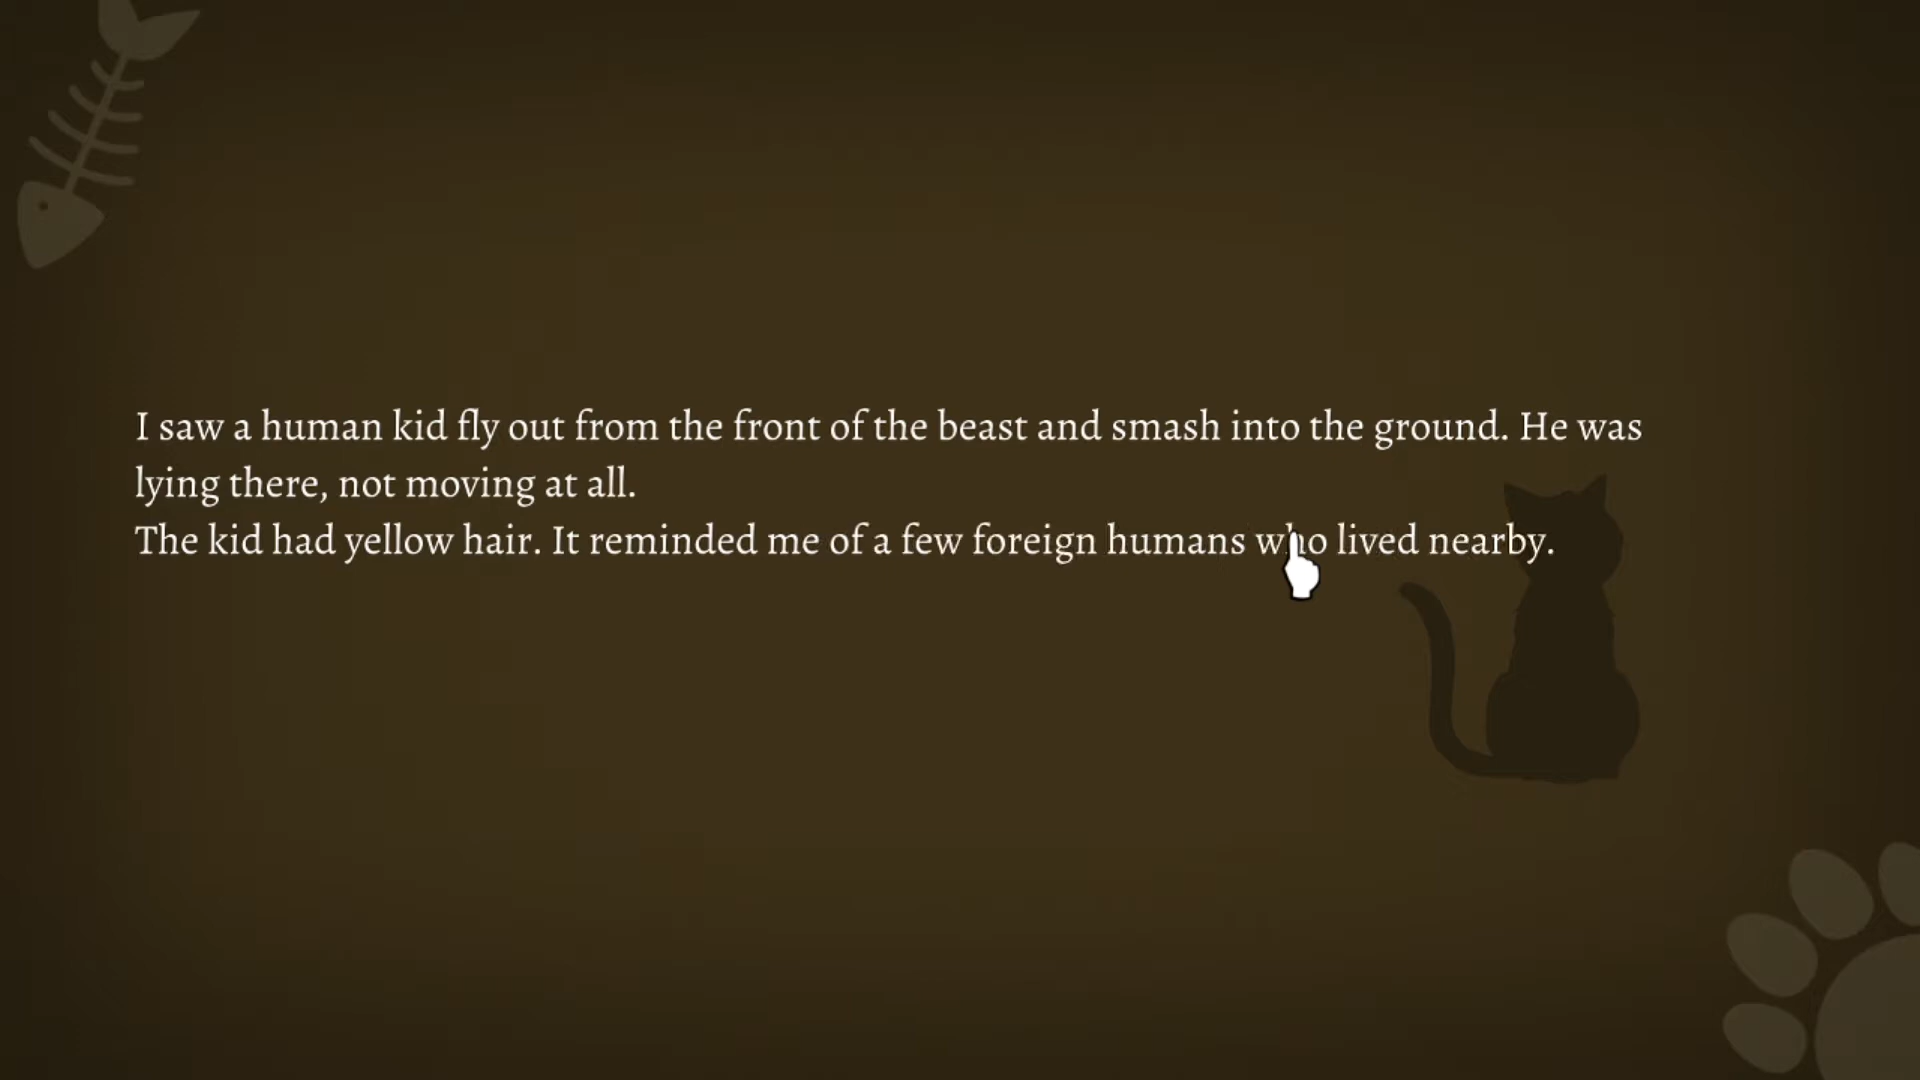 I saw a human kid fly out from the front of the beast and smash into the ground. He was
lying there, not moving at all.
The kid had yellow hair. It reminded me of a few foreign humans who lived nearby.